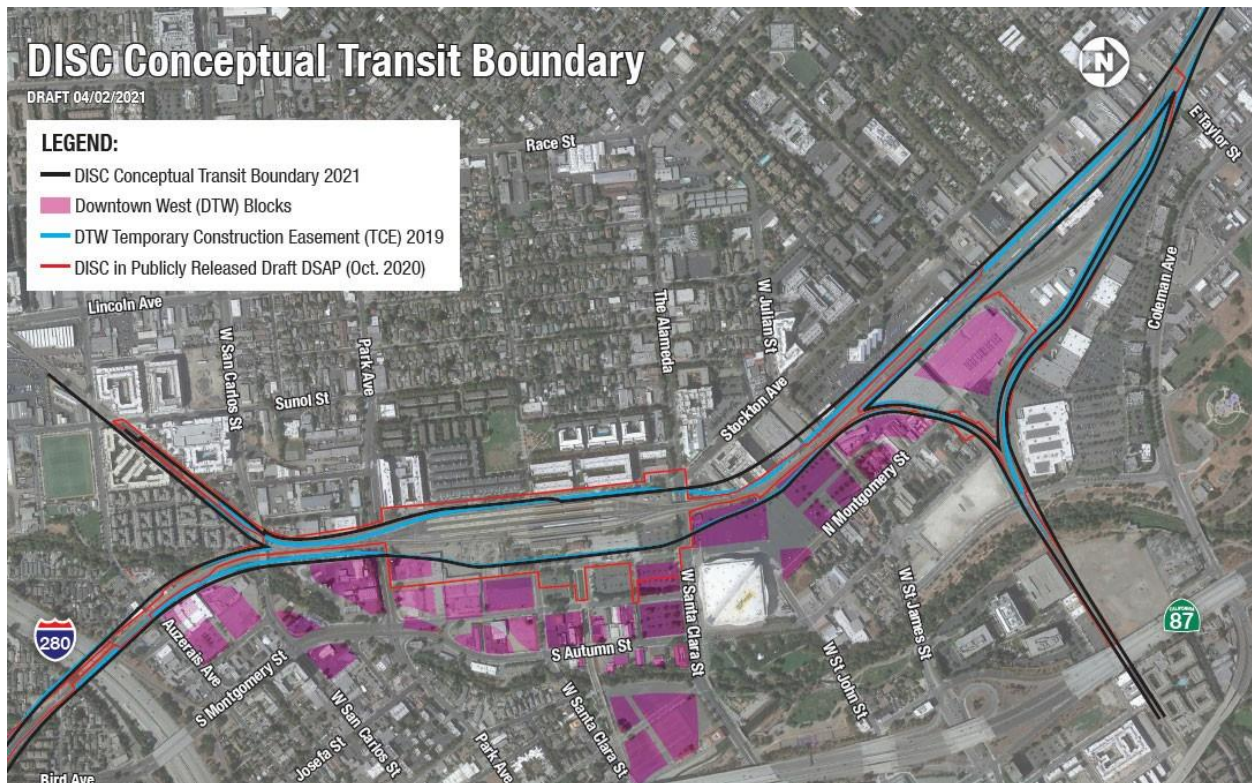 DISC Conceptual Transit Boundary
DRAFT 04/02/2021
N
LEGEND:
DISC Conceptual Transit Boundary 2021
Downtown West (DTW) Blocks
DTW Temporary Construction Easement (TCE) 2019
DISC in Publicly Released Draft DSAP (Oct. 2020)
E Taylor St
Race St
Coleman Ave
Lincoln Ave
W San Carlos St
Park Ave
The Alameda
W Julian St
Sunol St
Stockton Ave
N Montgomery St
W St James St
W Santa Clara St
CALIFORNIA
87
280
Auzerais Ave
S Autumn St
W St John St
S Montgomery St
W San Carlos St
W Santa Clara St
Josefa St
Park Ave
Bird Ave